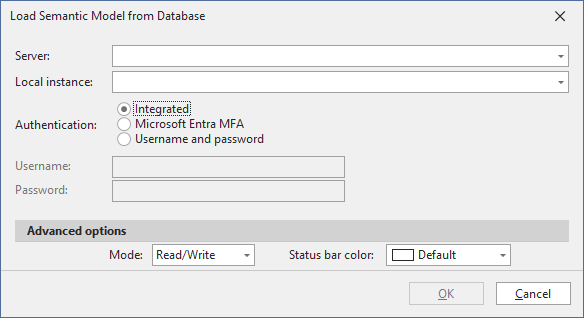 Load Semantic Model from Database
Server:
Local instance:
Authentication:
Integrated
Microsoft Entra MFA
Username and password
Username:
Password:
Advanced options
Mode: Read/Write Status bar color: Default
OK Cancel